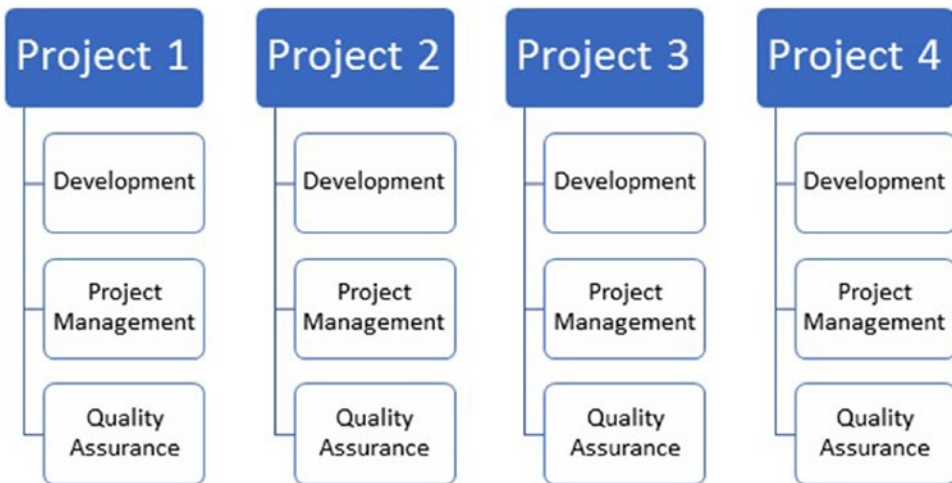 Project 1
Development
Project
Management
Quality
Assurance
Project 2
Development
Project
Management
Quality
Assurance
Project 3
Development
Project
Management
Quality
Assurance
Project 4
Development
Project
Management
Quality
Assurance